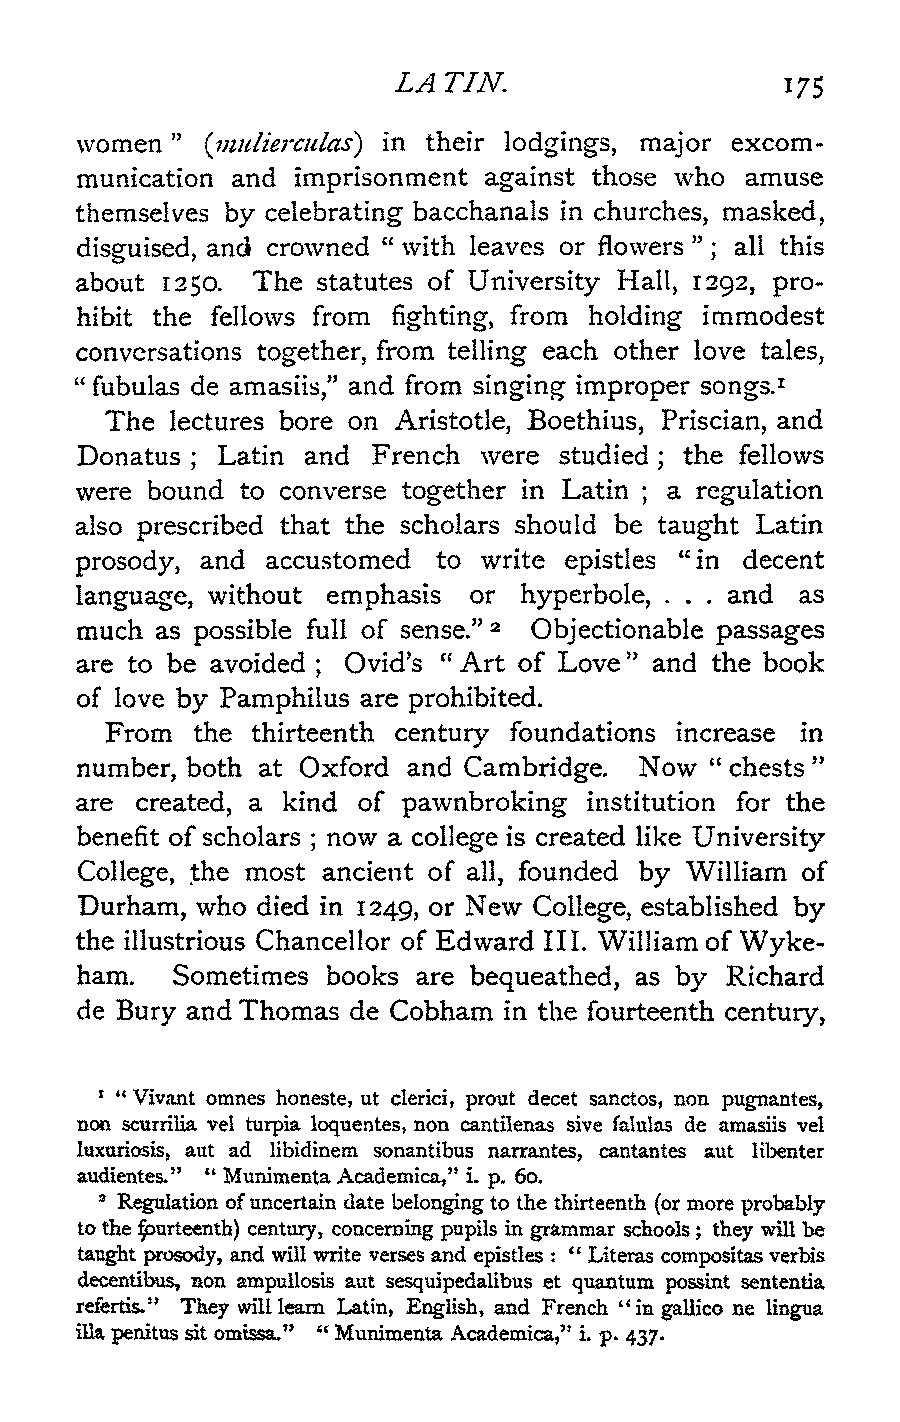 LATIN. 175
women" (mulierculas) in their lodgings, major excom-
munication and imprisonment against those who amuse
themselves by celebrating bacchanals in churches, masked,
disguised, and crowned "with leaves or flowers"; all this
about 1250. The statutes of University Hall, 1292, pro-
hibit the fellows from fighting, from holding immodest
conversations together, from telling each other love tales,
"fubulas de amasiis," and from singing improper songs.¹
The lectures bore on Aristotle, Boethius, Priscian, and
Donatus; Latin and French were studied; the fellows
were bound to converse together in Latin; a regulation
also prescribed that the scholars should be taught Latin
prosody, and accustomed to write epistles "in decent
language, without emphasis or hyperbole, . . . and as
much as possible full of sense."² Objectionable passages
are to be avoided; Ovid's "Art of Love" and the book
of love by Pamphilus are prohibited.
From the thirteenth century foundations increase in
number, both at Oxford and Cambridge. Now "chests"
are created, a kind of pawnbroking institution for the
benefit of scholars; now a college is created like University
College, the most ancient of all, founded by William of
Durham, who died in 1249, or New College, established by
the illustrious Chancellor of Edward III. William of Wyke-
ham. Sometimes books are bequeathed, as by Richard
de Bury and Thomas de Cobham in the fourteenth century,
¹ "Vivant omnes honeste, ut clerici, prout decet sanctos, non pugnantes,
non scurrilia vel turpia loquentes, non cantilenas sive falulas de amasiis vel
luxuriosis, aut ad libidinem sonantibus narrantes, cantantes aut libenter
audientes." "Munimenta Academica," i. p. 60.
² Regulation of uncertain date belonging to the thirteenth (or more probably
to the fourteenth) century, concerning pupils in grammar schools; they will be
taught prosody, and will write verses and epistles: "Literas compositas verbis
decentibus, non ampullosis aut sesquipedalibus et quantum possint sententia
refertis." They will learn Latin, English, and French "in gallico ne lingua
illa penitus sit omissa." "Munimenta Academica," i. p. 437.